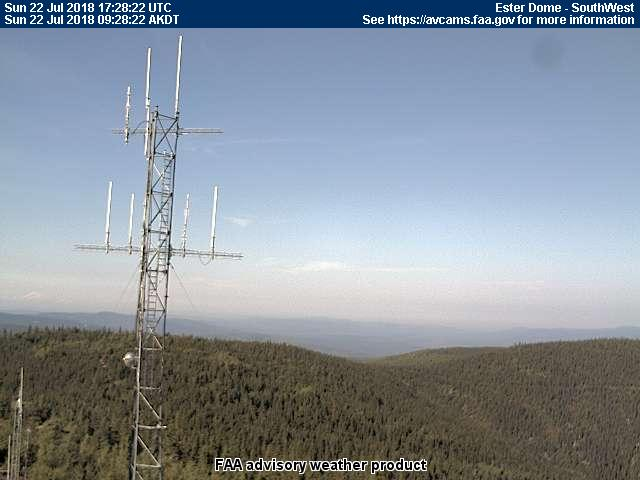 Sun 22 Jul 2018 17:28:22 UTC
Ester Dome - SouthWest
Sun 22 Jul 2018 09:28:22 AKDT
See https://avcams.faa.gov for more information
FAA advisory weather product